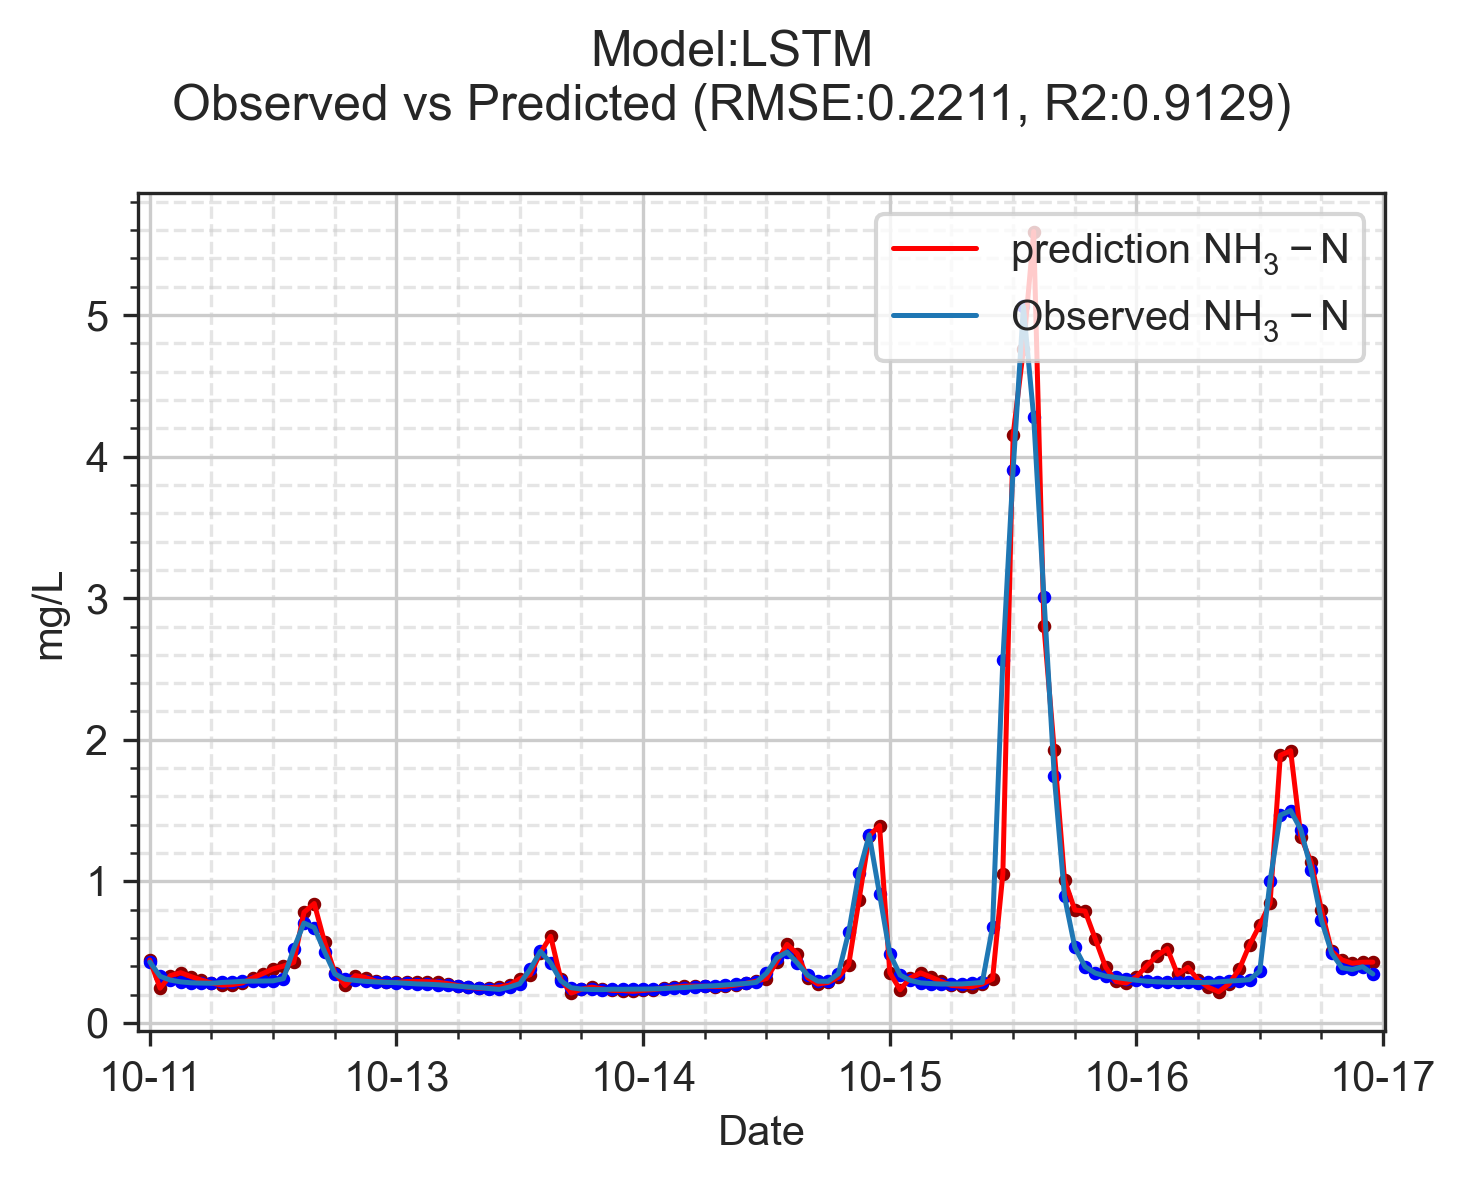 Model:LSTM
Observed vs Predicted (RMSE:0.2211, R2:0.9129)
prediction NH₃ − N
Observed NH₃ − N
5
4
3
2
1
0
mg/L
10-11 10-13 10-14 10-15 10-16 10-17
Date